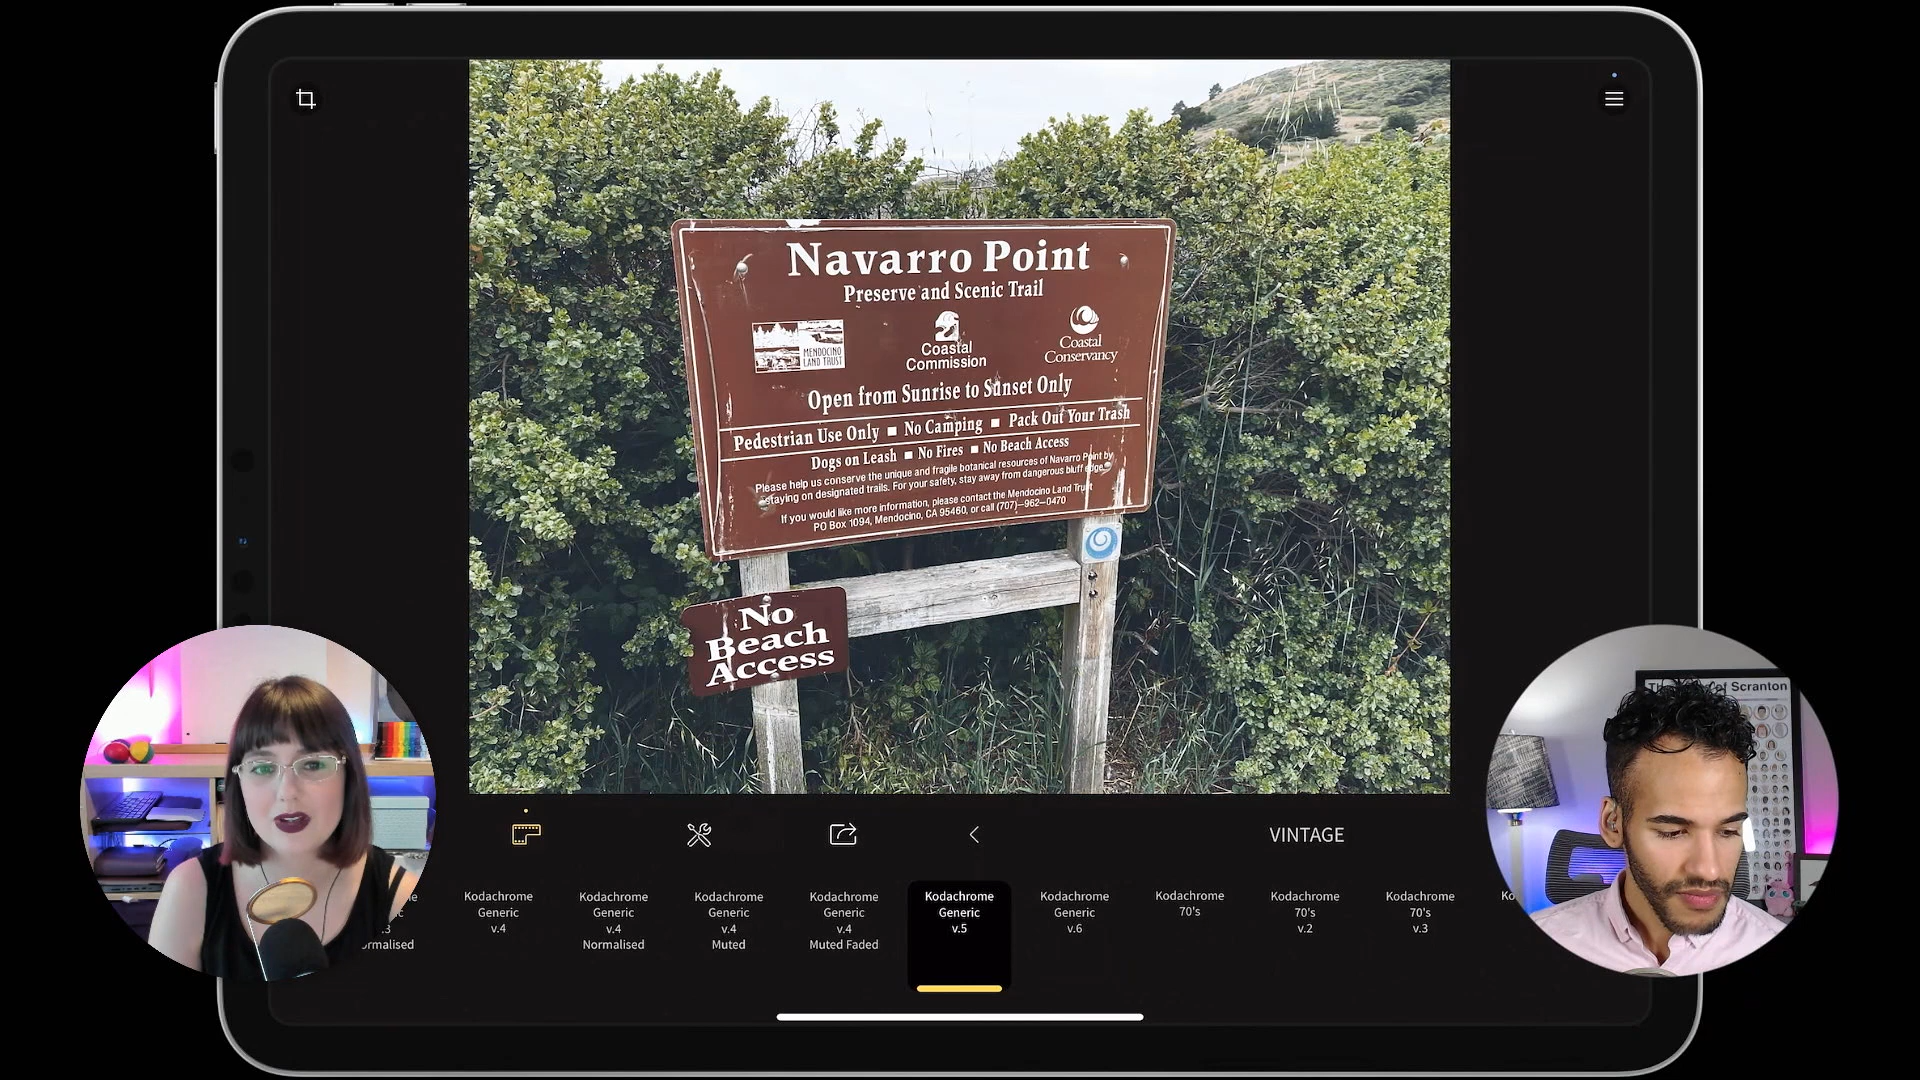 Navarro Point
Preserve and Scenic Trail
MENDOCINO
LAND TRUST
Coastal
Commission
Coastal
Conservancy
Open from Sunrise to Sunset Only
Pedestrian Use Only ■ No Camping ■ Pack Out Your Trash
Dogs on Leash ■ No Fires ■ No Beach Access
Please help us conserve the unique and fragile botanical resources of Navarro Point by
staying on designated trails. For your safety, stay away from dangerous bluff edge
If you would like more information, please contact the Mendocino Land Trust
PO Box 1094, Mendocino, CA 95460, or call (707)-962-0470
No
Beach
Access
of Scranton
VINTAGE
Kodachrome
Generic
v.4
Kodachrome
Generic
v.4
Normalised
Kodachrome
Generic
v.4
Muted
Kodachrome
Generic
v.4
Muted Faded
Kodachrome
Generic
v.5
Kodachrome
Generic
v.6
Kodachrome
70's
Kodachrome
70's
v.2
Kodachrome
70's
v.3